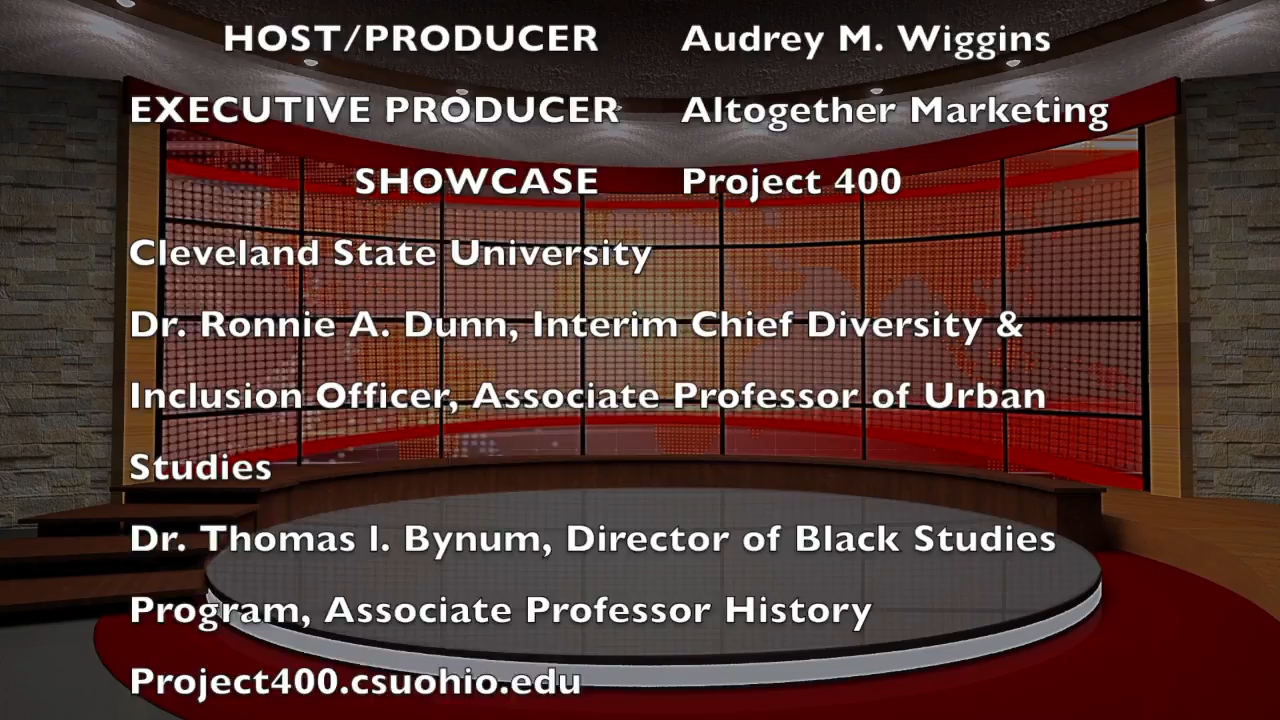 HOST/PRODUCER Audrey M. Wiggins
EXECUTIVE PRODUCER Altogether Marketing
SHOWCASE Project 400
Cleveland State University
Dr. Ronnie A. Dunn, Interim Chief Diversity &
Inclusion Officer, Associate Professor of Urban
Studies
Dr. Thomas I. Bynum, Director of Black Studies
Program, Associate Professor History
Project400.csuohio.edu